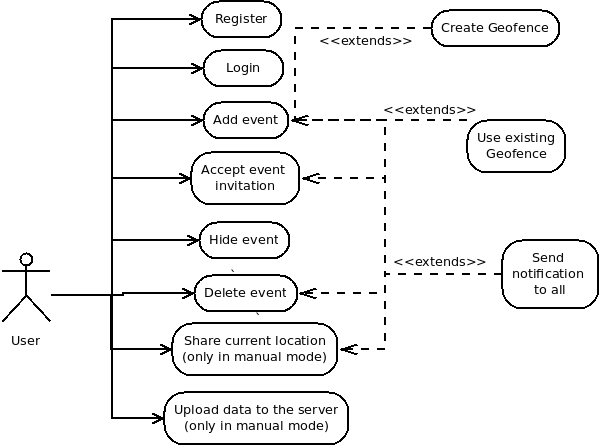 Register
Create Geofence
<<extends>>
Login
Add event
<<extends>>
Use existing
Geofence
Accept event
invitation
Hide event
<<extends>>
Send
notification
to all
Delete event
User
Share current location
(only in manual mode)
Upload data to the server
(only in manual mode)